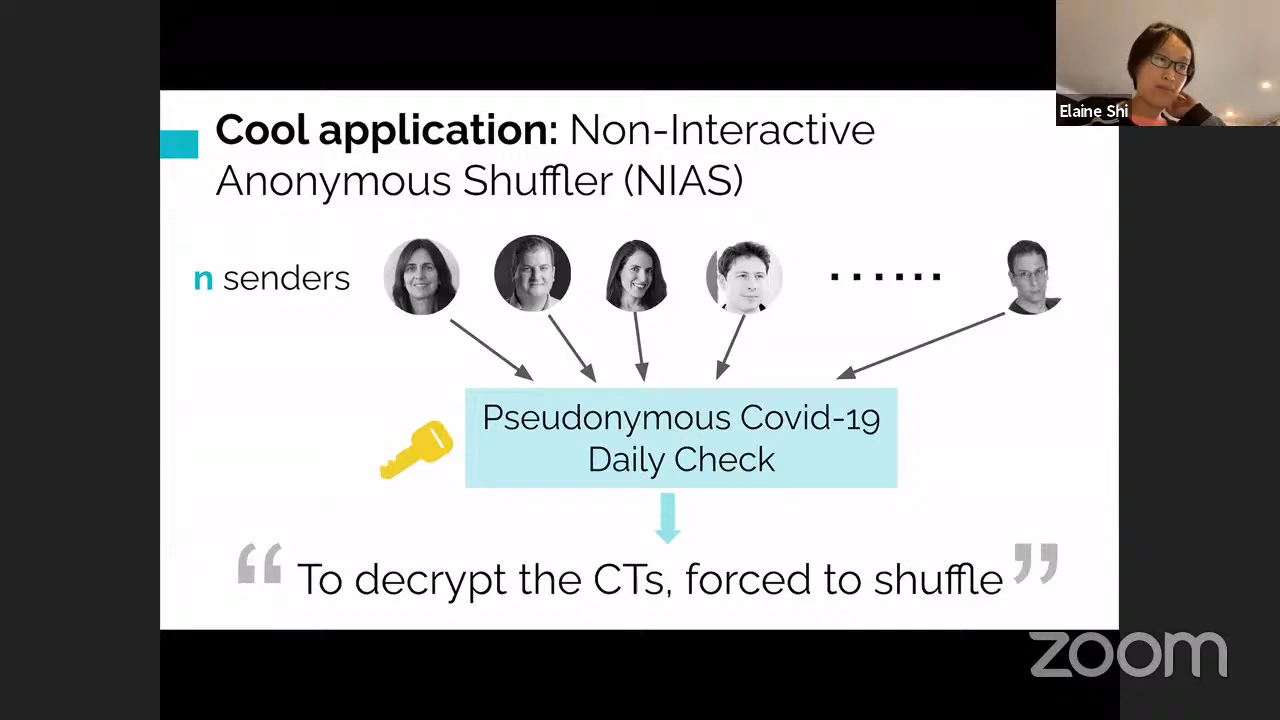 Elaine Shi
Cool application: Non-Interactive
Anonymous Shuffler (NIAS)
n senders
......
Pseudonymous Covid-19
Daily Check
“ To decrypt the CTs, forced to shuffle ”
zoom